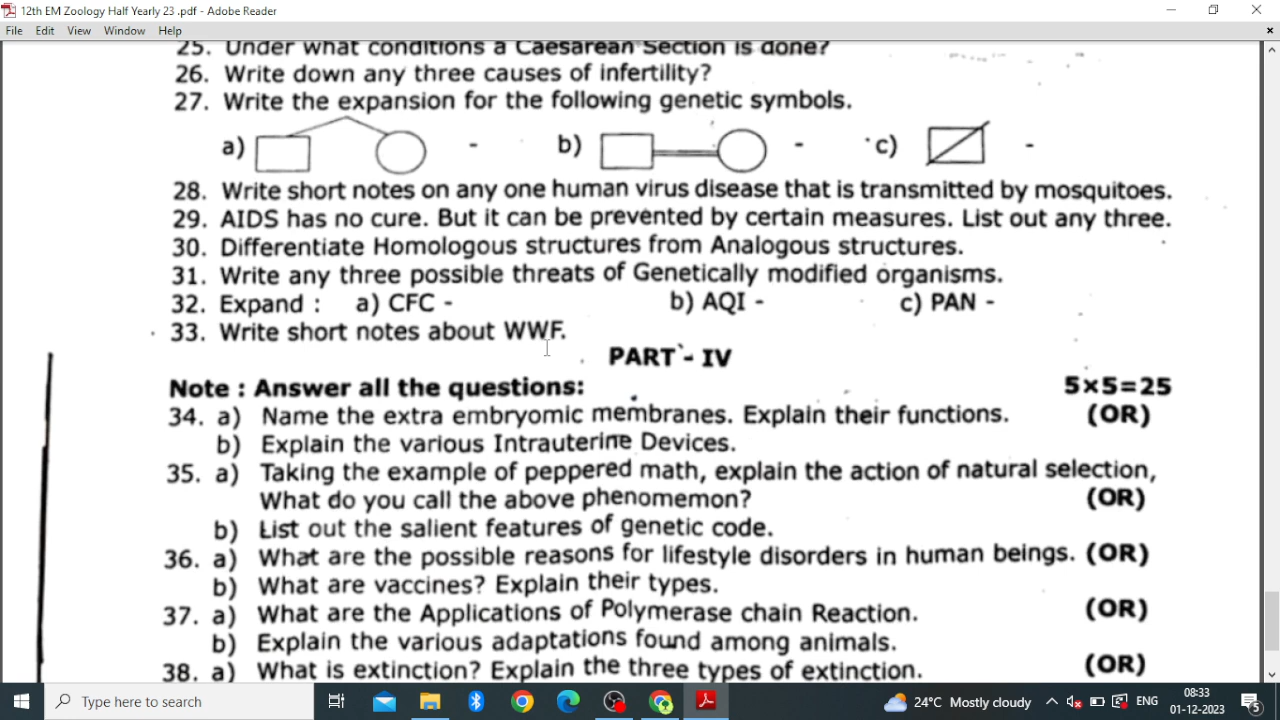 12th EM Zoology Half Yearly 23 .pdf - Adobe Reader
File Edit View Window Help
25. Under what conditions a Caesarean Section is done?
26. Write down any three causes of infertility?
27. Write the expansion for the following genetic symbols.
a) - b) - c) -
28. Write short notes on any one human virus disease that is transmitted by mosquitoes.
29. AIDS has no cure. But it can be prevented by certain measures. List out any three.
30. Differentiate Homologous structures from Analogous structures.
31. Write any three possible threats of Genetically modified organisms.
32. Expand : a) CFC - b) AQI - c) PAN -
33. Write short notes about WWF.
PART - IV
Note : Answer all the questions: 5x5=25
34. a) Name the extra embryomic membranes. Explain their functions. (OR)
b) Explain the various Intrauterine Devices.
35. a) Taking the example of peppered math, explain the action of natural selection,
What do you call the above phenomemon? (OR)
b) List out the salient features of genetic code.
36. a) What are the possible reasons for lifestyle disorders in human beings. (OR)
b) What are vaccines? Explain their types.
37. a) What are the Applications of Polymerase chain Reaction. (OR)
b) Explain the various adaptations found among animals.
38. a) What is extinction? Explain the three types of extinction. (OR)
Type here to search
24°C Mostly cloudy
ENG
08:33
01-12-2023
5